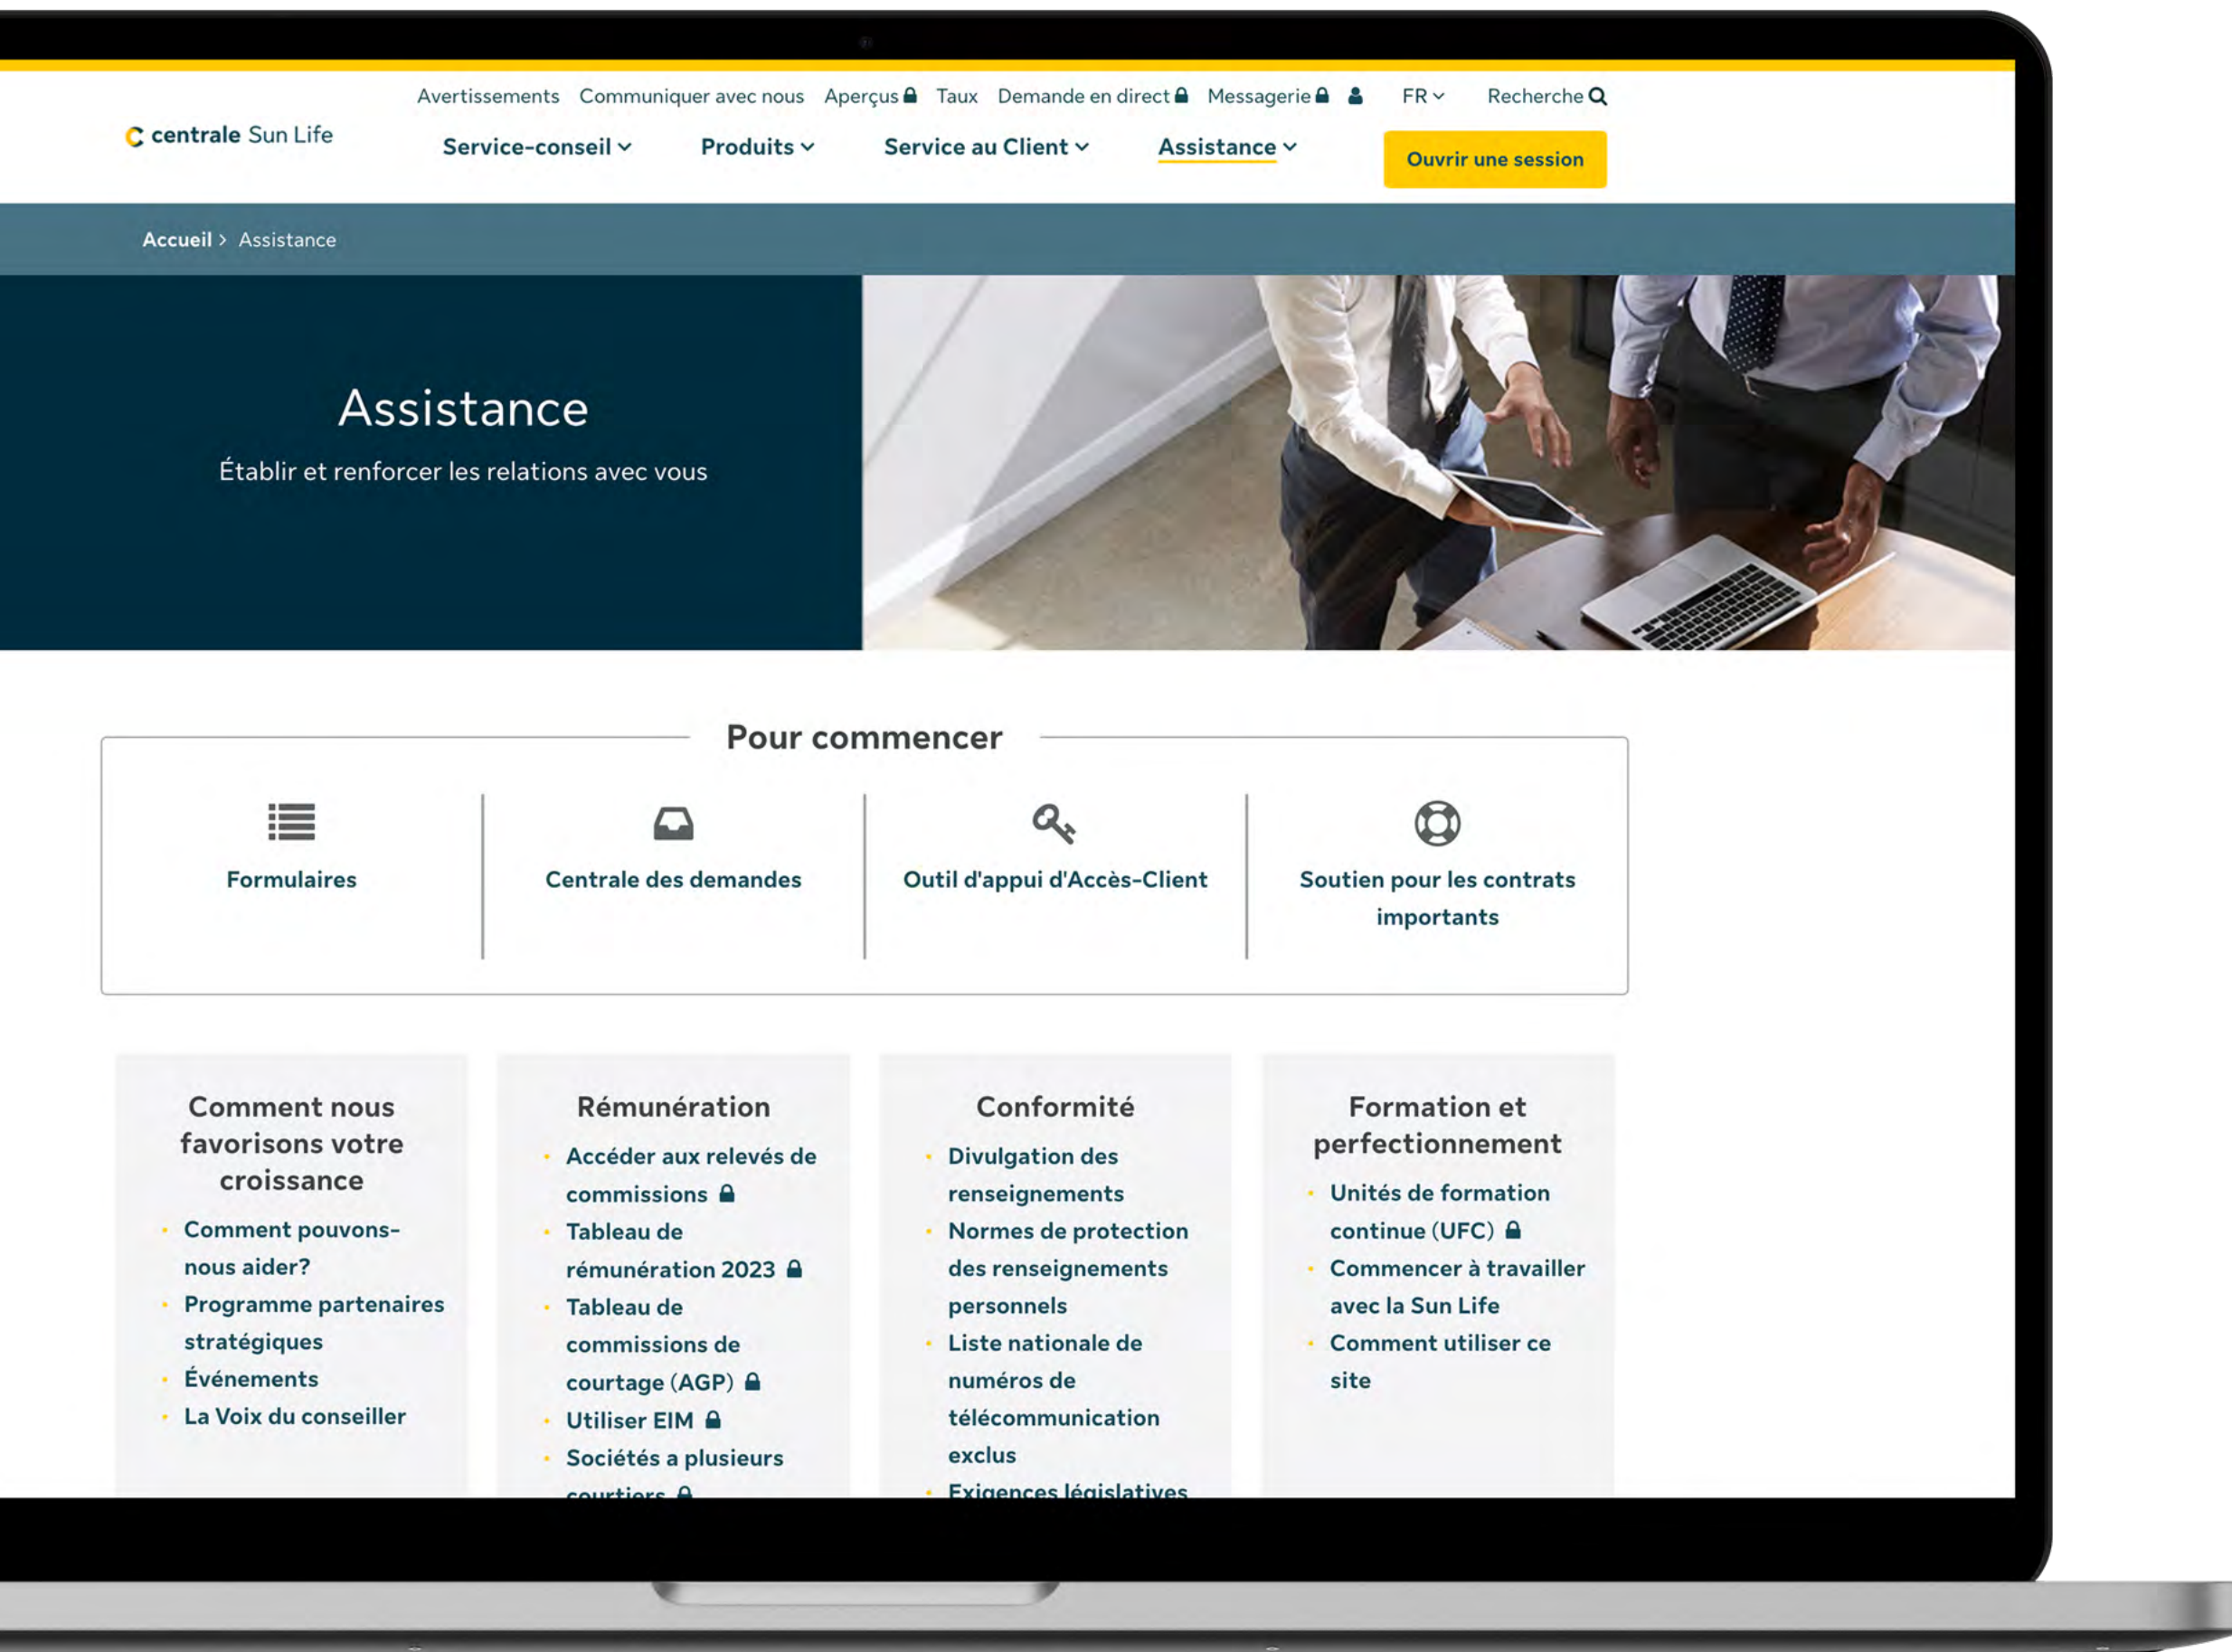 Avertissements Communiquer avec nous Aperçus Taux Demande en direct Messagerie FR Recherche
centrale Sun Life
Service-conseil Produits Service au Client Assistance Ouvrir une session
Accueil > Assistance
Assistance
Établir et renforcer les relations avec vous
Pour commencer
Formulaires
Centrale des demandes
Outil d'appui d'Accès-Client
Soutien pour les contrats
importants
Comment nous
favorisons votre
croissance
Comment pouvons-
nous aider?
Programme partenaires
stratégiques
Événements
La Voix du conseiller
Rémunération
Accéder aux relevés de
commissions
Tableau de
rémunération 2023
Tableau de
commissions de
courtage (AGP)
Utiliser EIM
Sociétés a plusieurs
courtiers
Conformité
Divulgation des
renseignements
Normes de protection
des renseignements
personnels
Liste nationale de
numéros de
télécommunication
exclus
Exigences législatives
Formation et
perfectionnement
Unités de formation
continue (UFC)
Commencer à travailler
avec la Sun Life
Comment utiliser ce
site